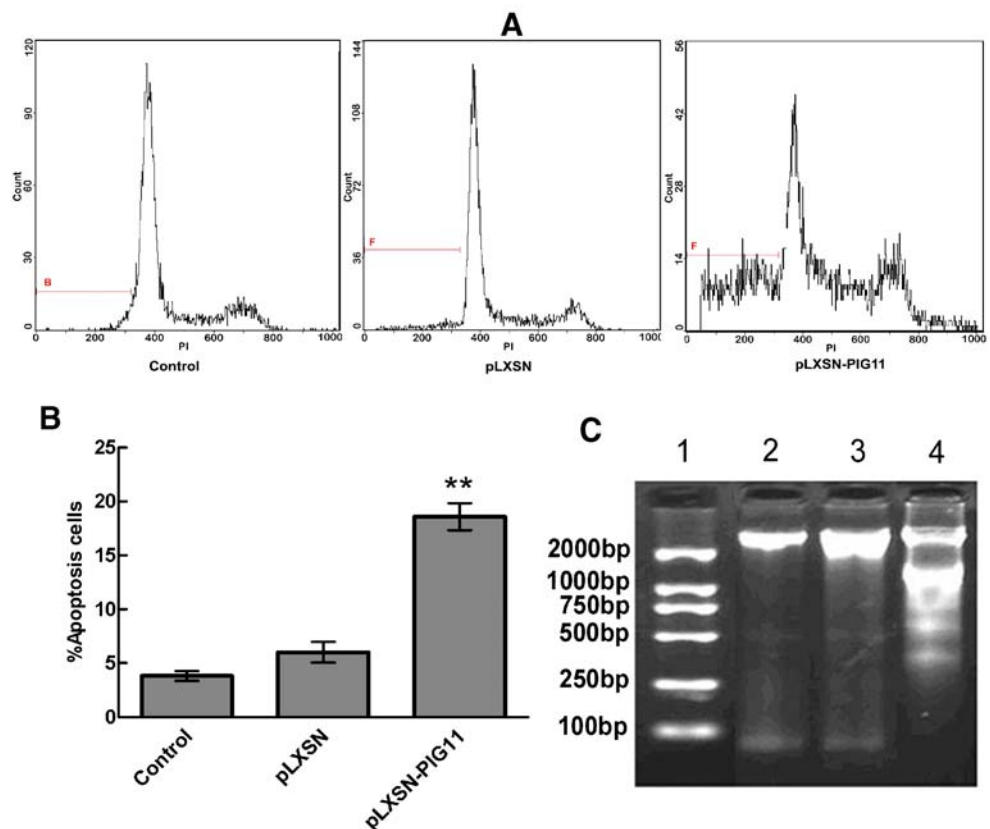 A
120
90
60
30
0
Count
B
0
200
400
600
800
1000
PI
Control
144
108
72
36
0
Count
F
0
200
400
600
800
1000
PI
pLXSN
56
42
28
14
0
Count
F
0
200
400
600
800
1000
PI
pLXSN-PIG11
B
25
20
15
10
5
0
%Apoptosis cells
**
Control
pLXSN
pLXSN-PIG11
C
1 2 3 4
2000bp
1000bp
750bp
500bp
250bp
100bp